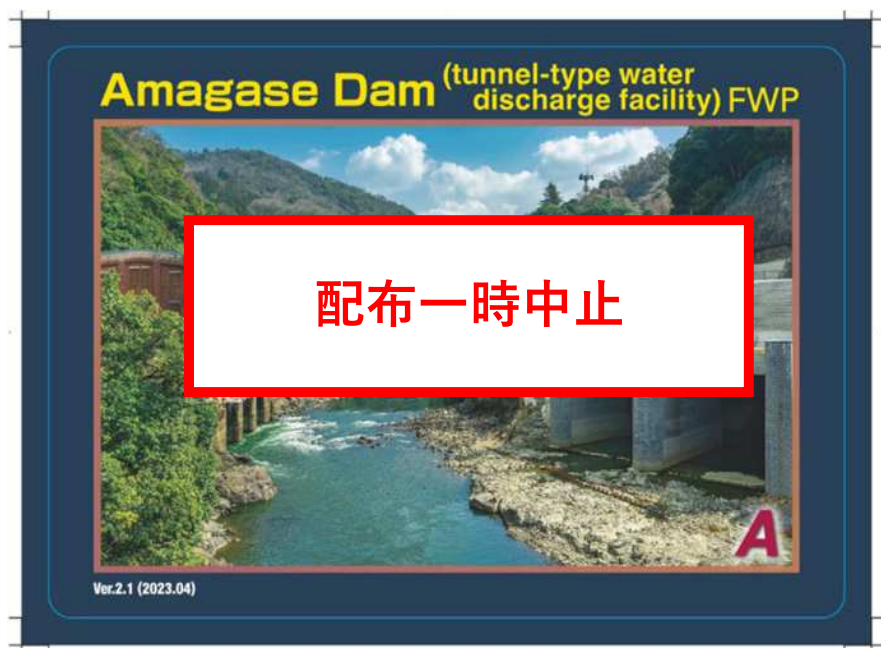 Amagase Dam (tunnel-type water
discharge facility) FWP
配布一時中止
A
Ver.2.1 (2023.04)